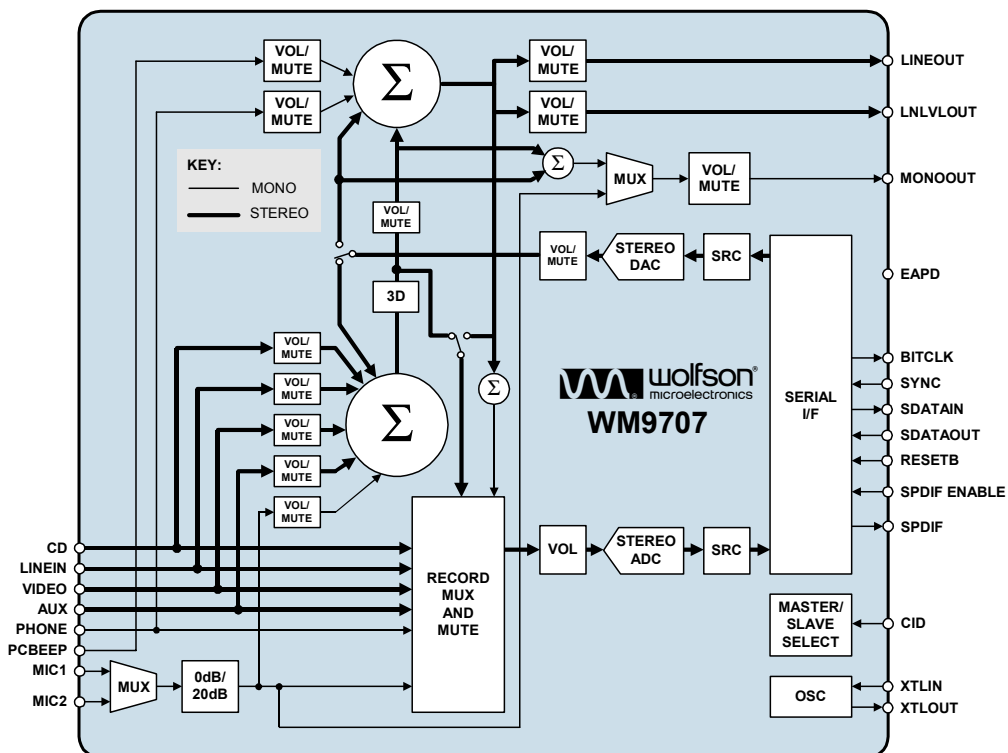 VOL/
MUTE
VOL/
MUTE
Σ
VOL/
MUTE
VOL/
MUTE
LINEOUT
LNLVLOUT
KEY:
MONO
STEREO
Σ
MUX
VOL/
MUTE
MONOOUT
VOL/
MUTE
VOL/
MUTE
STEREO
DAC
SRC
EAPD
3D
VOL/
MUTE
VOL/
MUTE
VOL/
MUTE
VOL/
MUTE
VOL/
MUTE
Σ
Σ
wolfson®
microelectronics
WM9707
SERIAL
I/F
BITCLK
SYNC
SDATAIN
SDATAOUT
RESETB
SPDIF ENABLE
SPDIF
CD
LINEIN
VIDEO
AUX
PHONE
PCBEEP
MIC1
MIC2
MUX
0dB/
20dB
RECORD
MUX
AND
MUTE
VOL
STEREO
ADC
SRC
MASTER/
SLAVE
SELECT
CID
OSC
XTLIN
XTLOUT